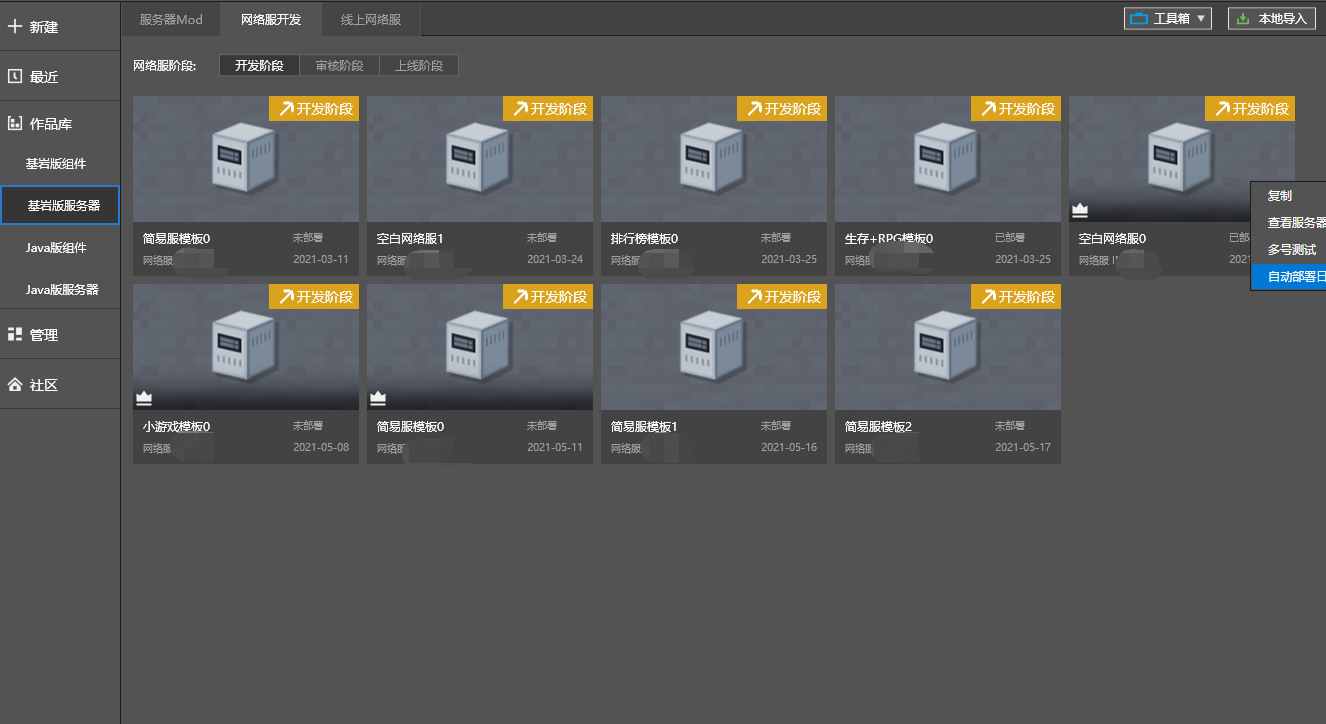 新建
最近
作品库
基岩版组件
基岩版服务器
Java版组件
Java版服务器
管理
社区
服务器Mod 网络服开发 线上网络服
工具箱 本地导入
网络服阶段: 开发阶段 审核阶段 上线阶段
开发阶段 开发阶段 开发阶段 开发阶段 开发阶段
简易服模板0 未部署 空白网络服1 未部署 排行榜模板0 未部署 生存+RPG模板0 已部署 空白网络服0 已部
网络服 2021-03-11 网络服 2021-03-24 网络服 2021-03-25 网络服 2021-03-25 网络服 2021
复制
查看服务器
多号测试
自动部署日
开发阶段 开发阶段 开发阶段 开发阶段
小游戏模板0 未部署 简易服模板0 未部署 简易服模板1 未部署 简易服模板2 未部署
网络服 2021-05-08 网络服 2021-05-11 网络服 2021-05-16 网络服 2021-05-17